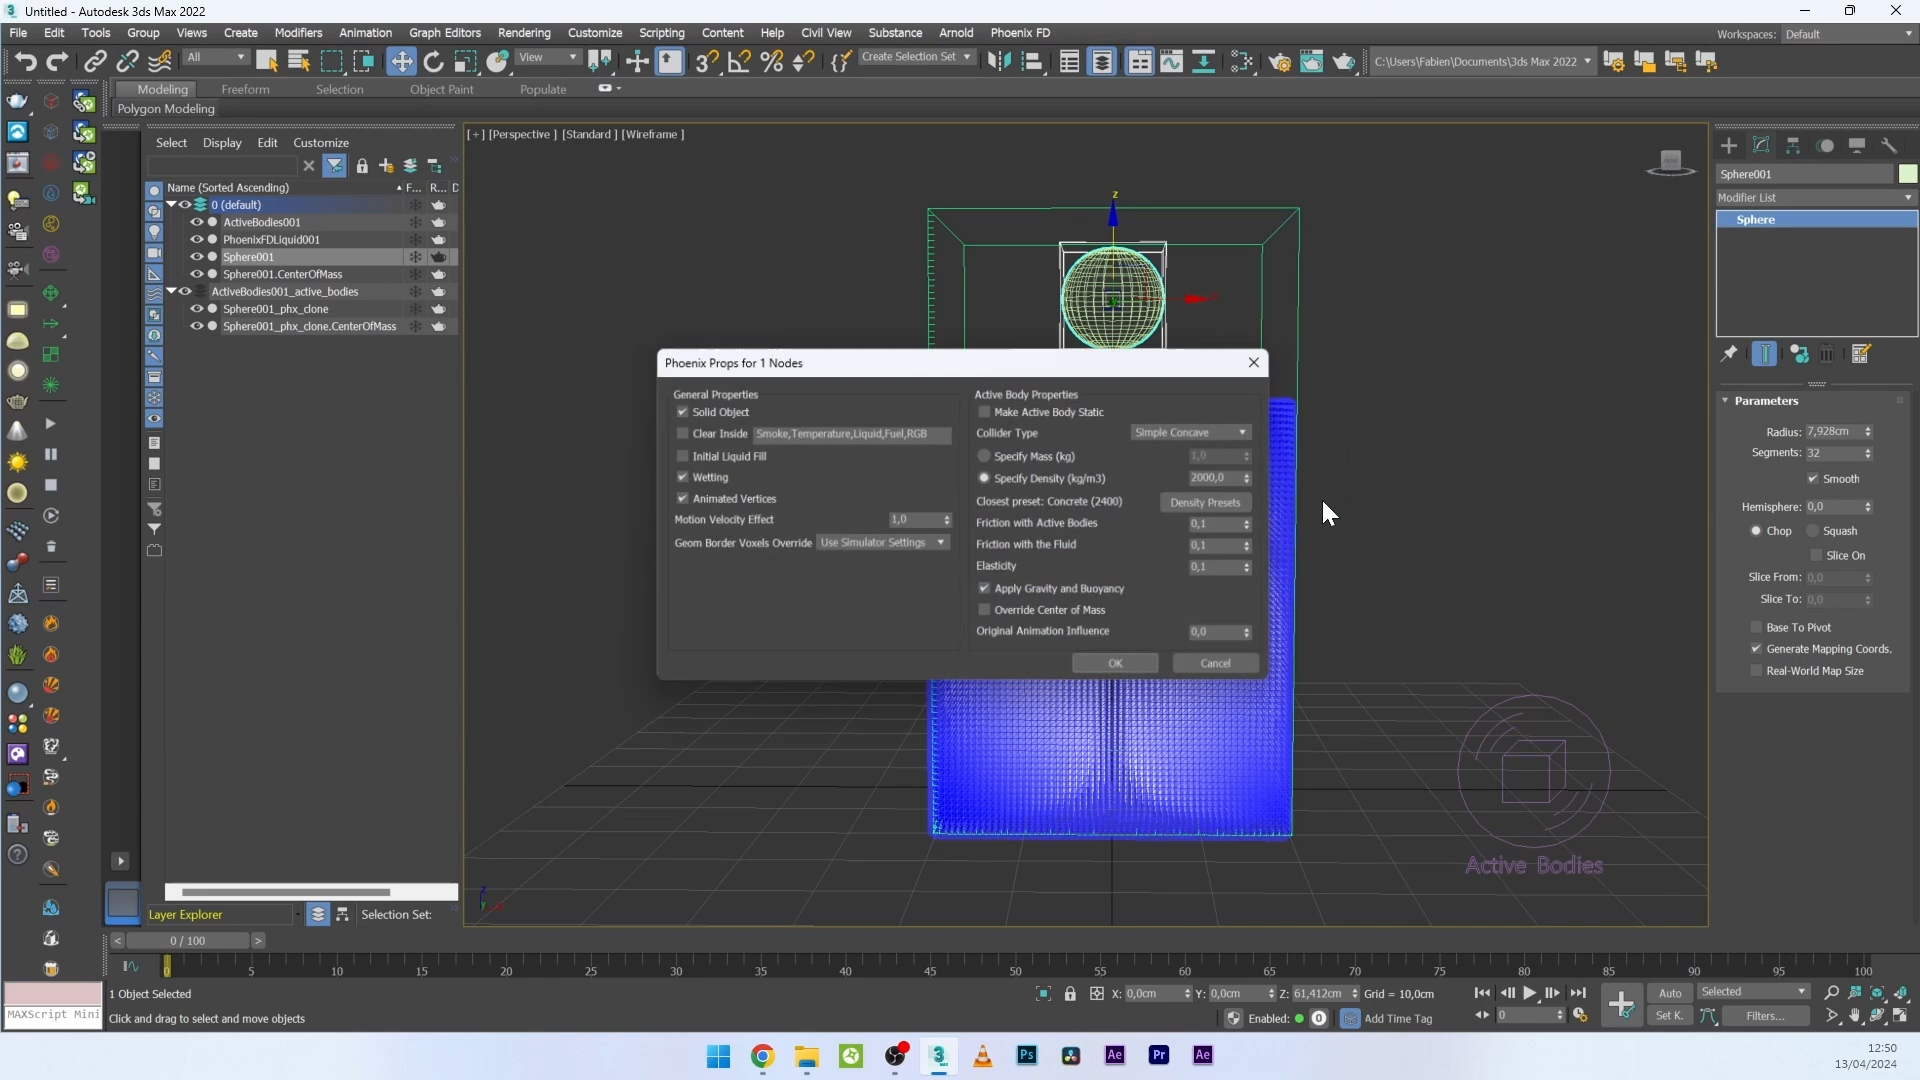 Untitled - Autodesk 3ds Max 2022
File Edit Tools Group Views Create Modifiers Animation Graph Editors Rendering Customize Scripting Content Help Civil View Substance Arnold Phoenix FD
Workspaces: Default
All View Create Selection Set C:\Users\Fabien\Documents\3ds Max 2022
Modeling Freeform Selection Object Paint Populate
Polygon Modeling
Select Display Edit Customize
[+] [Perspective ] [Standard ] [Wireframe ]
Name (Sorted Ascending) F... R... D
0 (default)
ActiveBodies001
PhoenixFDLiquid001
Sphere001
Sphere001.CenterOfMass
ActiveBodies001_active_bodies
Sphere001_phx_clone
Sphere001_phx_clone.CenterOfMass
Layer Explorer
Selection Set:
z
Phoenix Props for 1 Nodes
General Properties
Solid Object
Clear Inside Smoke,Temperature,Liquid,Fuel,RGB
Initial Liquid Fill
Wetting
Animated Vertices
Motion Velocity Effect 1,0
Geom Border Voxels Override Use Simulator Settings
Active Body Properties
Make Active Body Static
Collider Type Simple Concave
Specify Mass (kg) 1,0
Specify Density (kg/m3) 2000,0
Closest preset: Concrete (2400) Density Presets
Friction with Active Bodies 0,1
Friction with the Fluid 0,1
Elasticity 0,1
Apply Gravity and Buoyancy
Override Center of Mass
Original Animation Influence 0,0
OK Cancel
Active Bodies
Sphere001
Modifier List
Sphere
Parameters
Radius: 7,928cm
Segments: 32
Smooth
Hemisphere: 0,0
Chop Squash
Slice On
Slice From: 0,0
Slice To: 0,0
Base To Pivot
Generate Mapping Coords.
Real-World Map Size
< 0 / 100 >
0 5 10 15 20 25 30 35 40 45 50 55 60 65 70 75 80 85 90 95 100
1 Object Selected
X: 0,0cm Y: 0,0cm Z: 61,412cm Grid = 10,0cm
Auto Selected
MAXScript Mini
Click and drag to select and move objects
Enabled: 0 Add Time Tag
0
Set K. Filters...
Ps Ae Pr Ae
12:50
13/04/2024